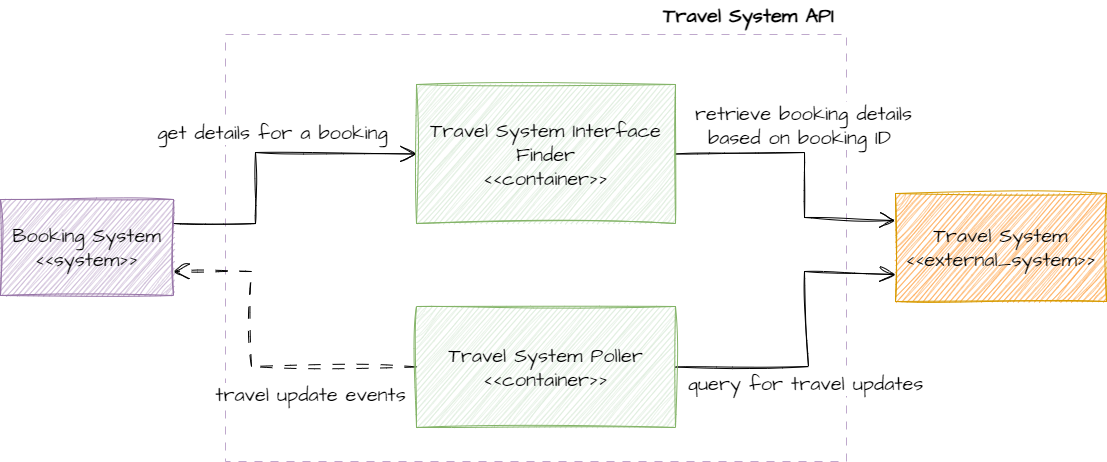 Travel System API
get details for a booking
Travel System Interface
Finder
<<container>>
retrieve booking details
based on booking ID
Booking System
<<system>>
Travel System
<<external_system>>
Travel System Poller
<<container>>
travel update events
query for travel updates